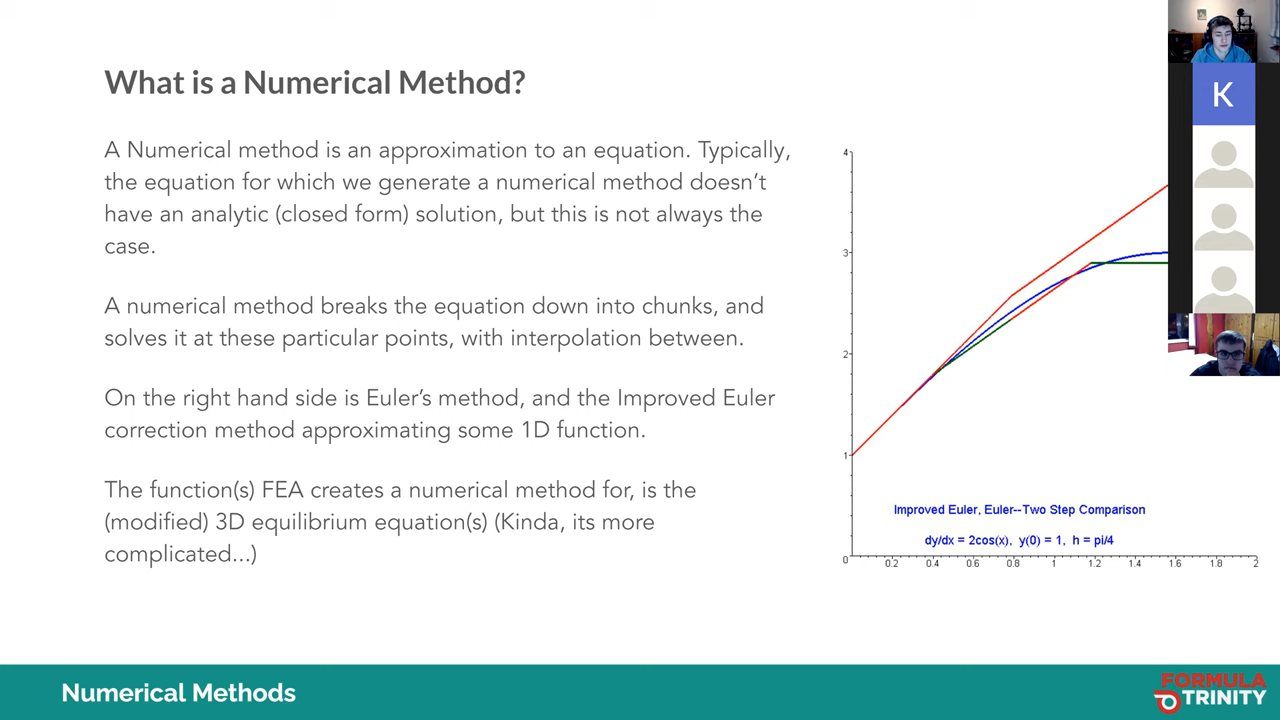 What is a Numerical Method?
A Numerical method is an approximation to an equation. Typically,
the equation for which we generate a numerical method doesn’t
have an analytic (closed form) solution, but this is not always the
case.
A numerical method breaks the equation down into chunks, and
solves it at these particular points, with interpolation between.
On the right hand side is Euler’s method, and the Improved Euler
correction method approximating some 1D function.
The function(s) FEA creates a numerical method for, is the
(modified) 3D equilibrium equation(s) (Kinda, its more
complicated...)
K
4
3
2
1
Improved Euler, Euler--Two Step Comparison
dy/dx = 2cos(x), y(0) = 1, h = pi/4
0 0.2 0.4 0.6 0.8 1 1.2 1.4 1.6 1.8 2
Numerical Methods
FORMULA
TRINITY